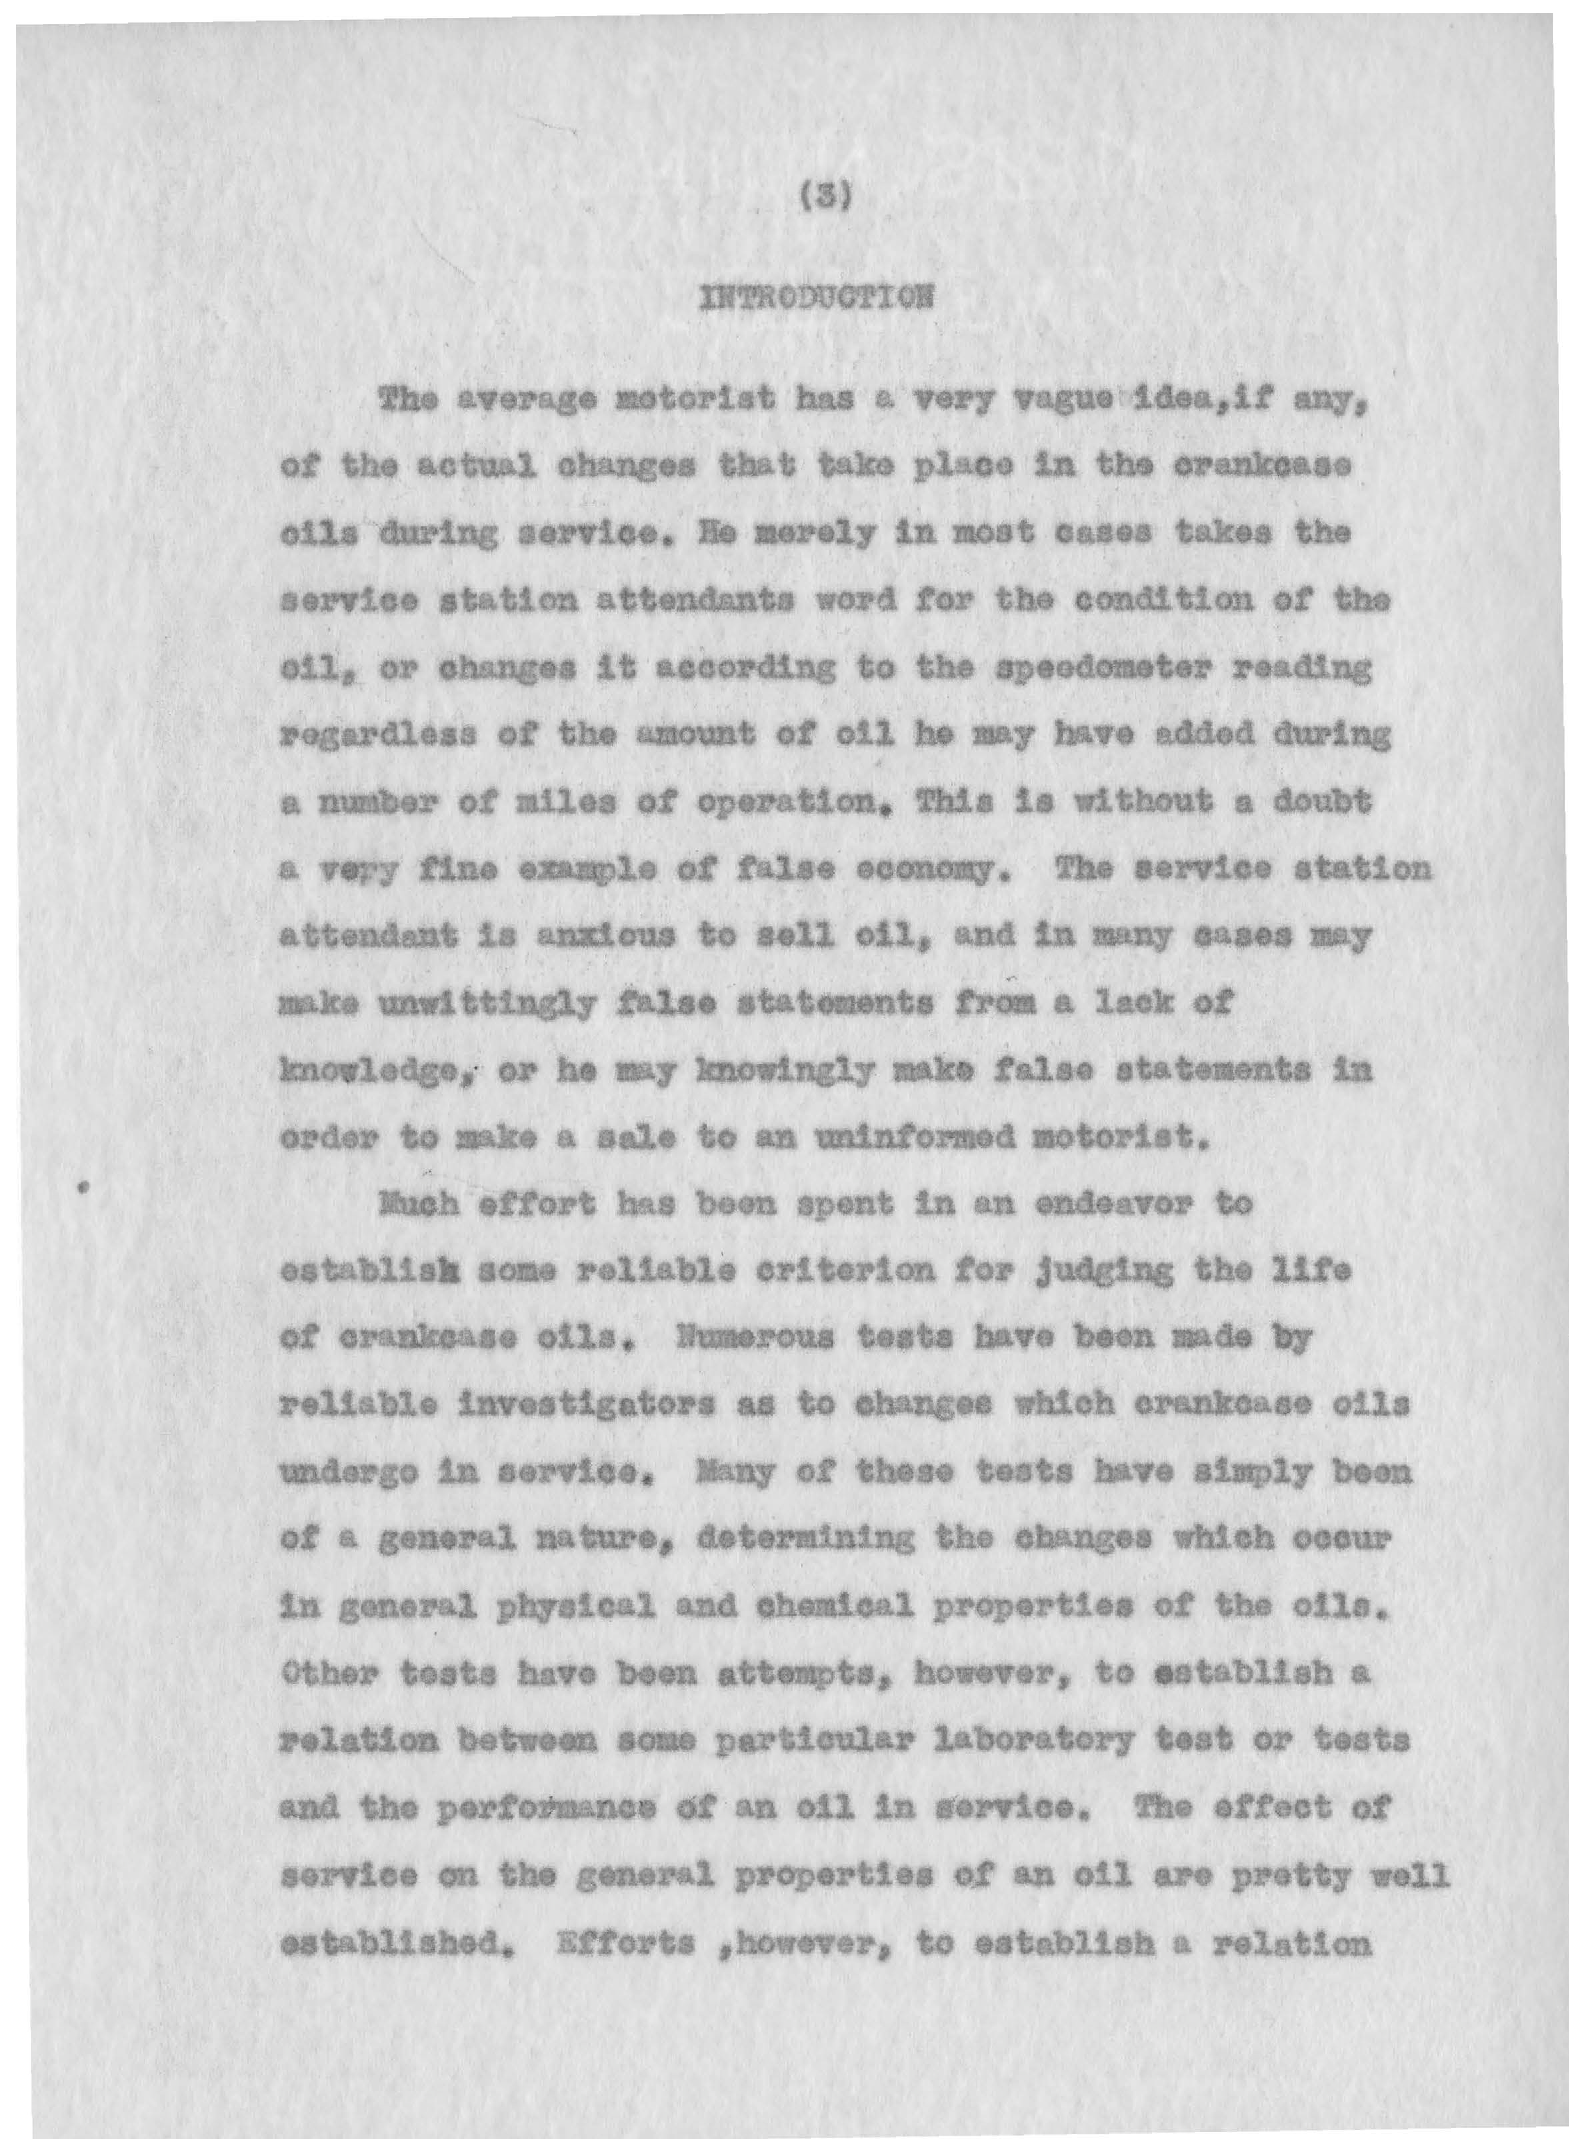 (3)
INTRODUCTION
The average motorist has a very vague idea,if any,
of the actual changes that take place in the crankcase
oils during service. He merely in most cases takes the
service station attendants word for the condition of the
oil, or changes it according to the speedometer reading
regardless of the amount of oil he may have added during
a number of miles of operation. This is without a doubt
a very fine example of false economy. The service station
attendant is anxious to sell oil, and in many cases may
make unwittingly false statements from a lack of
knowledge, or he may knowingly make false statements in
order to make a sale to an uninformed motorist.
Much effort has been spent in an endeavor to
establish some reliable criterion for judging the life
of crankcase oils. Numerous tests have been made by
reliable investigators as to changes which crankcase oils
undergo in service. Many of these tests have simply been
of a general nature, determining the changes which occur
in general physical and chemical properties of the oils.
Other tests have been attempts, however, to establish a
relation between some particular laboratory test or tests
and the performance of an oil in service. The effect of
service on the general properties of an oil are pretty well
established. Efforts ,however, to establish a relation